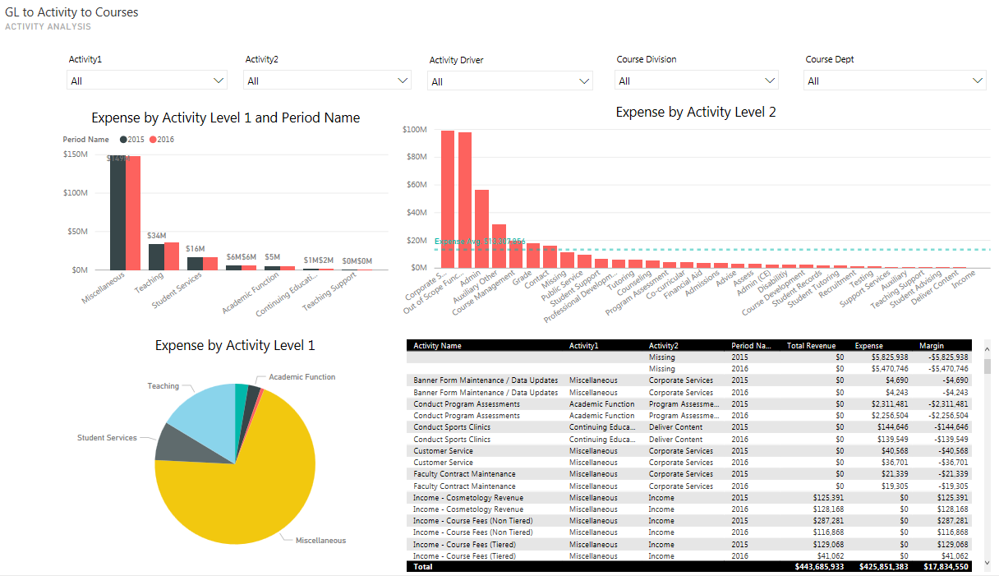 GL to Activity to Courses
ACTIVITY ANALYSIS
Activity1
Activity2
Activity Driver
Course Division
Course Dept
All
All
All
All
All
Expense by Activity Level 1 and Period Name
Period Name 2015 2016
$150M
$100M
$50M
$0M
$149M
$34M
$16M
$6M$6M
$5M
$1M$2M
$0M$0M
Miscellaneous
Teaching
Student Services
Academic Function
Continuing Educati...
Teaching Support
Expense by Activity Level 2
$100M
$80M
$60M
$40M
$20M
$0M
Expense Avg
Corporate S...
Out of Scope Func...
Admin
Auxiliary Other
Course Management
Grade
Contact
Missing
Public Service
Student Support
Professional Developm...
Tutoring
Counseling
Program Assessment
Co-curricular
Financial Aid
Admissions
Advise
Assess
Admin (CE)
Disability
Course Development
Student Records
Student Tutoring
Recruitment
Testing
Support Services
Auxiliary
Teaching Support
Student Advising
Deliver Content
Income
Expense by Activity Level 1
Academic Function
Teaching
Student Services
Miscellaneous
Activity Name Activity1 Activity2 Period Na... Total Revenue Expense Margin
Missing 2015 $0 $5,825,938 -$5,825,938
Missing 2016 $0 $5,470,746 -$5,470,746
Banner Form Maintenance / Data Updates Miscellaneous Corporate Services 2015 $0 $4,690 -$4,690
Banner Form Maintenance / Data Updates Miscellaneous Corporate Services 2016 $0 $4,243 -$4,243
Conduct Program Assessments Academic Function Program Assessme... 2015 $0 $2,311,481 -$2,311,481
Conduct Program Assessments Academic Function Program Assessme... 2016 $0 $2,256,504 -$2,256,504
Conduct Sports Clinics Continuing Educa... Deliver Content 2015 $0 $144,646 -$144,646
Conduct Sports Clinics Continuing Educa... Deliver Content 2016 $0 $139,549 -$139,549
Customer Service Miscellaneous Corporate Services 2015 $0 $40,568 -$40,568
Customer Service Miscellaneous Corporate Services 2016 $0 $36,701 -$36,701
Faculty Contract Maintenance Miscellaneous Corporate Services 2015 $0 $21,339 -$21,339
Faculty Contract Maintenance Miscellaneous Corporate Services 2016 $0 $19,305 -$19,305
Income - Cosmetology Revenue Miscellaneous Income 2015 $125,391 $0 $125,391
Income - Cosmetology Revenue Miscellaneous Income 2016 $128,168 $0 $128,168
Income - Course Fees (Non Tiered) Miscellaneous Income 2015 $287,281 $0 $287,281
Income - Course Fees (Non Tiered) Miscellaneous Income 2016 $116,868 $0 $116,868
Income - Course Fees (Tiered) Miscellaneous Income 2015 $129,068 $0 $129,068
Income - Course Fees (Tiered) Miscellaneous Income 2016 $41,062 $0 $41,062
Total $443,685,933 $425,851,383 $17,834,550